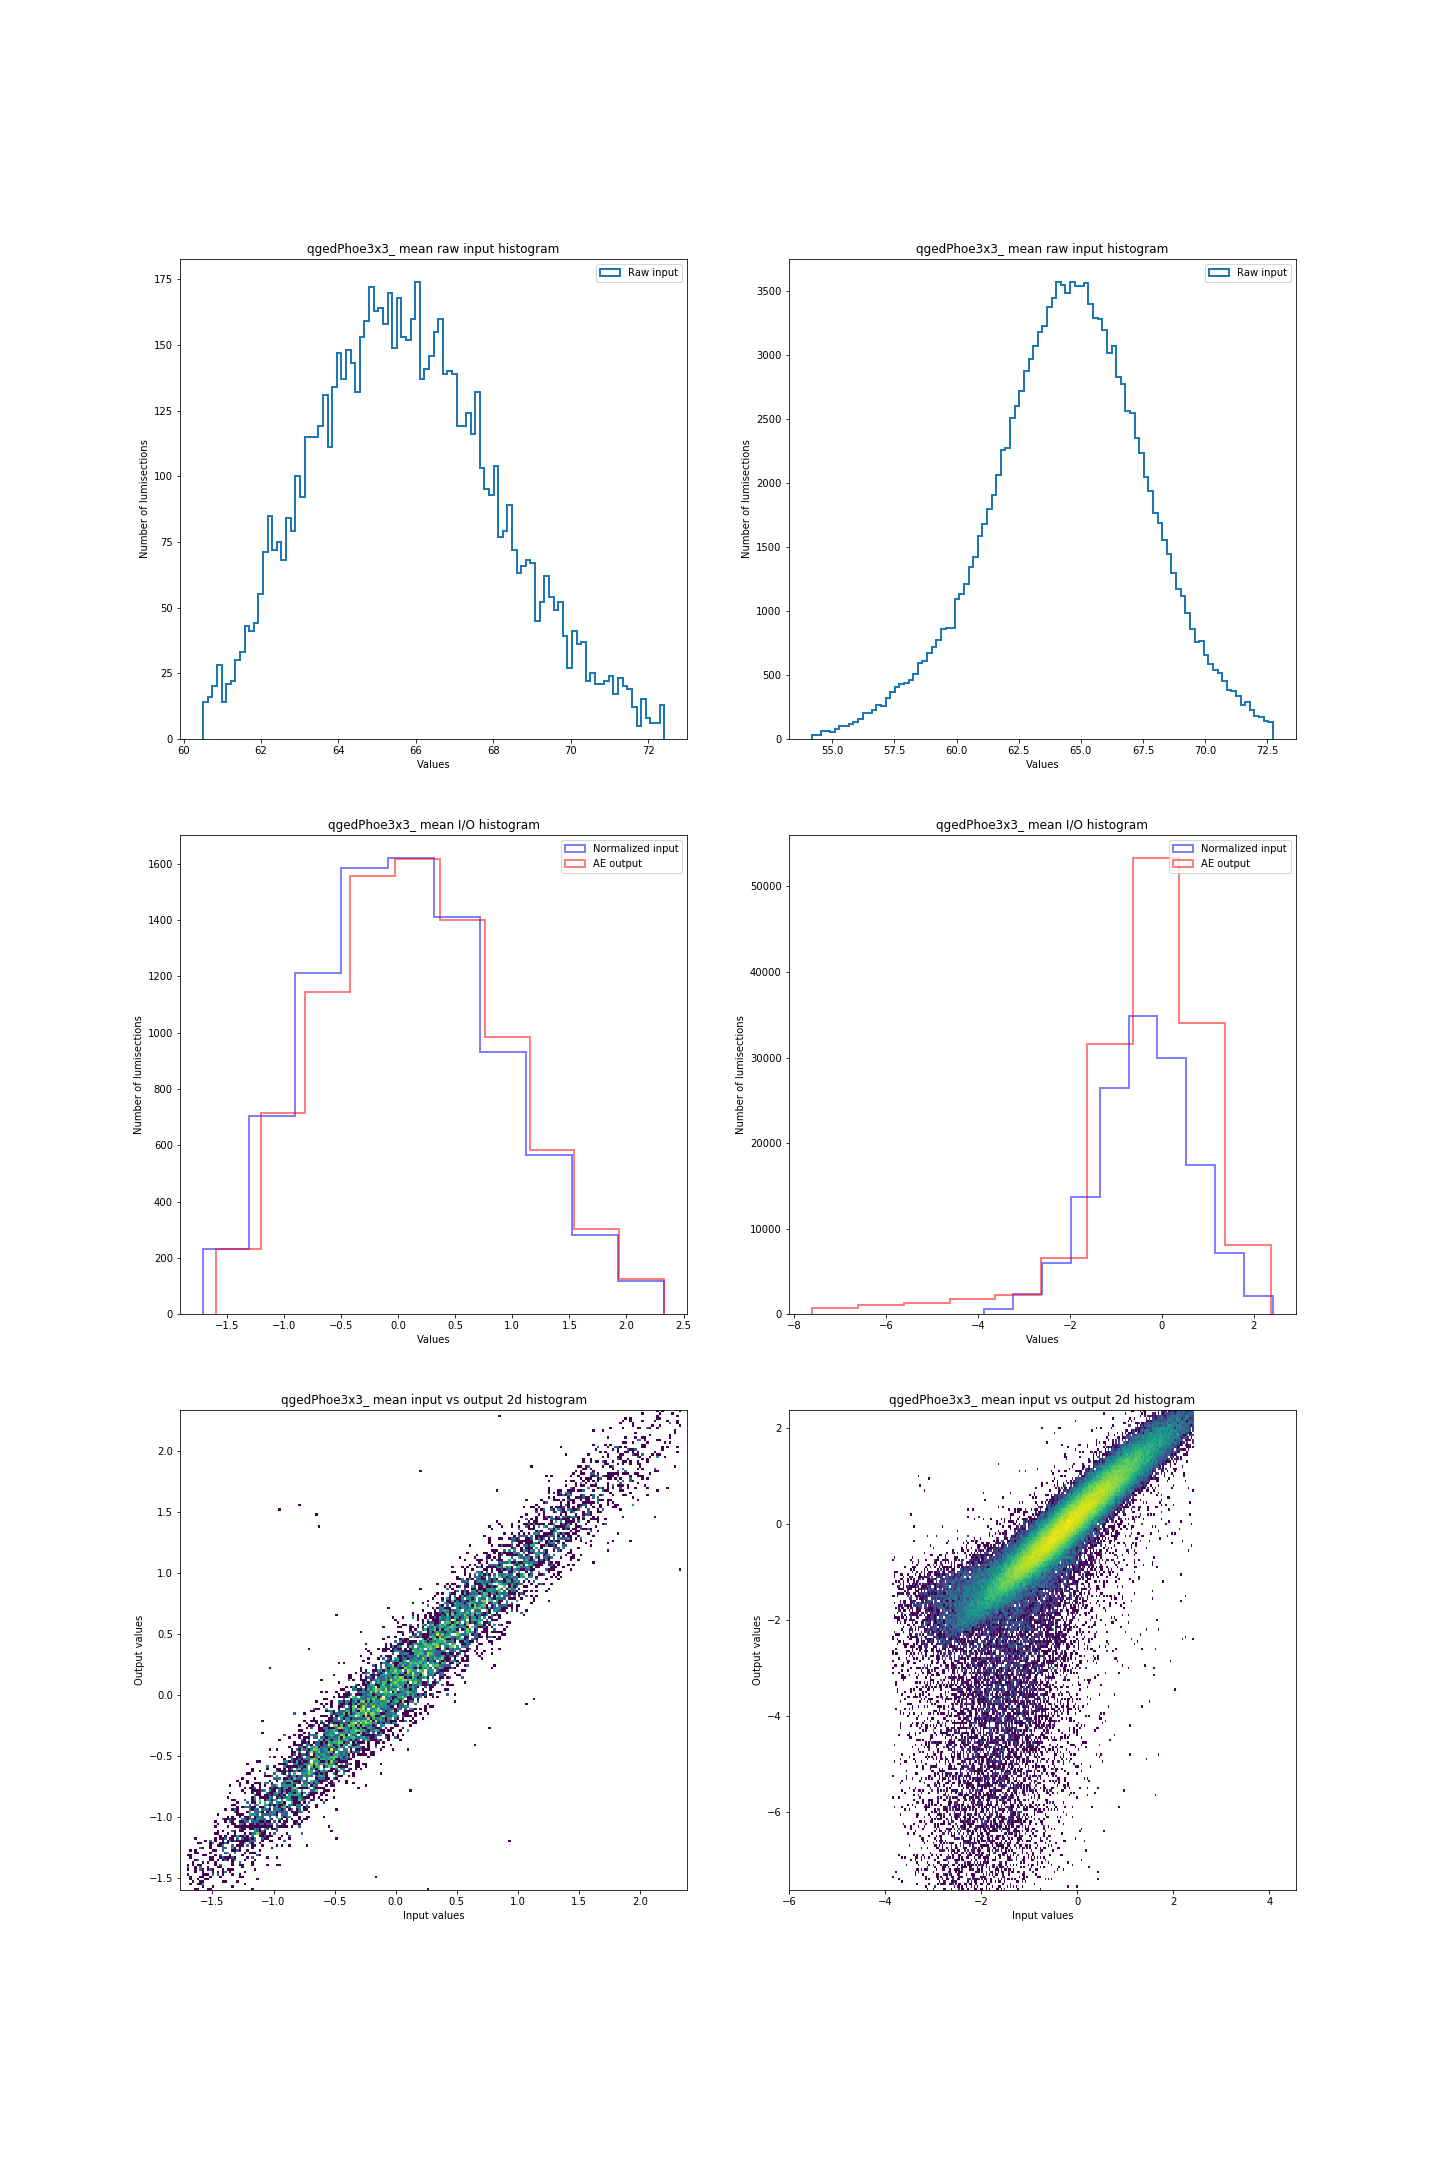 qgedPhoe3x3_ mean raw input histogram
Raw input
Number of lumisections
175
150
125
100
75
50
25
0
60 62 64 66 68 70 72
Values
qgedPhoe3x3_ mean raw input histogram
Raw input
Number of lumisections
3500
3000
2500
2000
1500
1000
500
0
55.0 57.5 60.0 62.5 65.0 67.5 70.0 72.5
Values
qgedPhoe3x3_ mean I/O histogram
Normalized input
AE output
Number of lumisections
1600
1400
1200
1000
800
600
400
200
0
−1.5 −1.0 −0.5 0.0 0.5 1.0 1.5 2.0 2.5
Values
qgedPhoe3x3_ mean I/O histogram
Normalized input
AE output
Number of lumisections
50000
40000
30000
20000
10000
0
−8 −6 −4 −2 0 2
Values
qgedPhoe3x3_ mean input vs output 2d histogram
Output values
2.0
1.5
1.0
0.5
0.0
−0.5
−1.0
−1.5
−1.5 −1.0 −0.5 0.0 0.5 1.0 1.5 2.0
Input values
qgedPhoe3x3_ mean input vs output 2d histogram
Output values
2
0
−2
−4
−6
−6 −4 −2 0 2 4
Input values